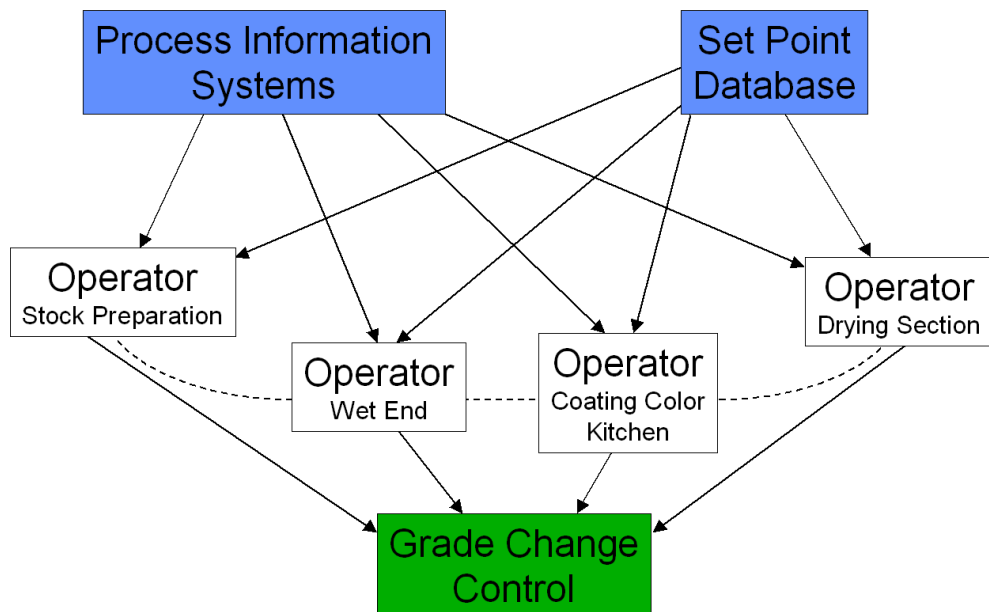 Process Information
Systems
Set Point
Database
Operator
Stock Preparation
Operator
Wet End
Operator
Coating Color
Kitchen
Operator
Drying Section
Grade Change
Control